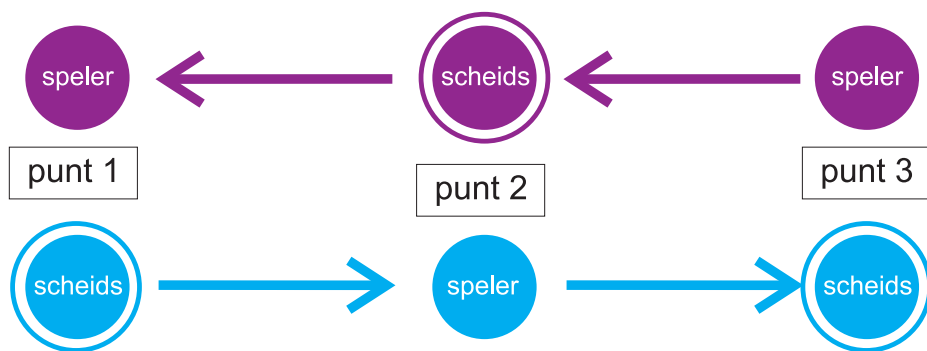 speler
scheids
speler
punt 1
punt 2
punt 3
scheids
speler
scheids